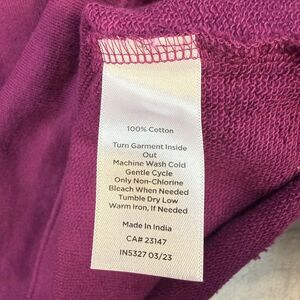 100% Cotton
Turn Garment Inside
Out
Machine Wash Cold
Gentle Cycle
Only Non-Chlorine
Bleach When Needed
Tumble Dry Low
Warm Iron, If Needed
Made In India
CA# 23147
IN5327 03/23